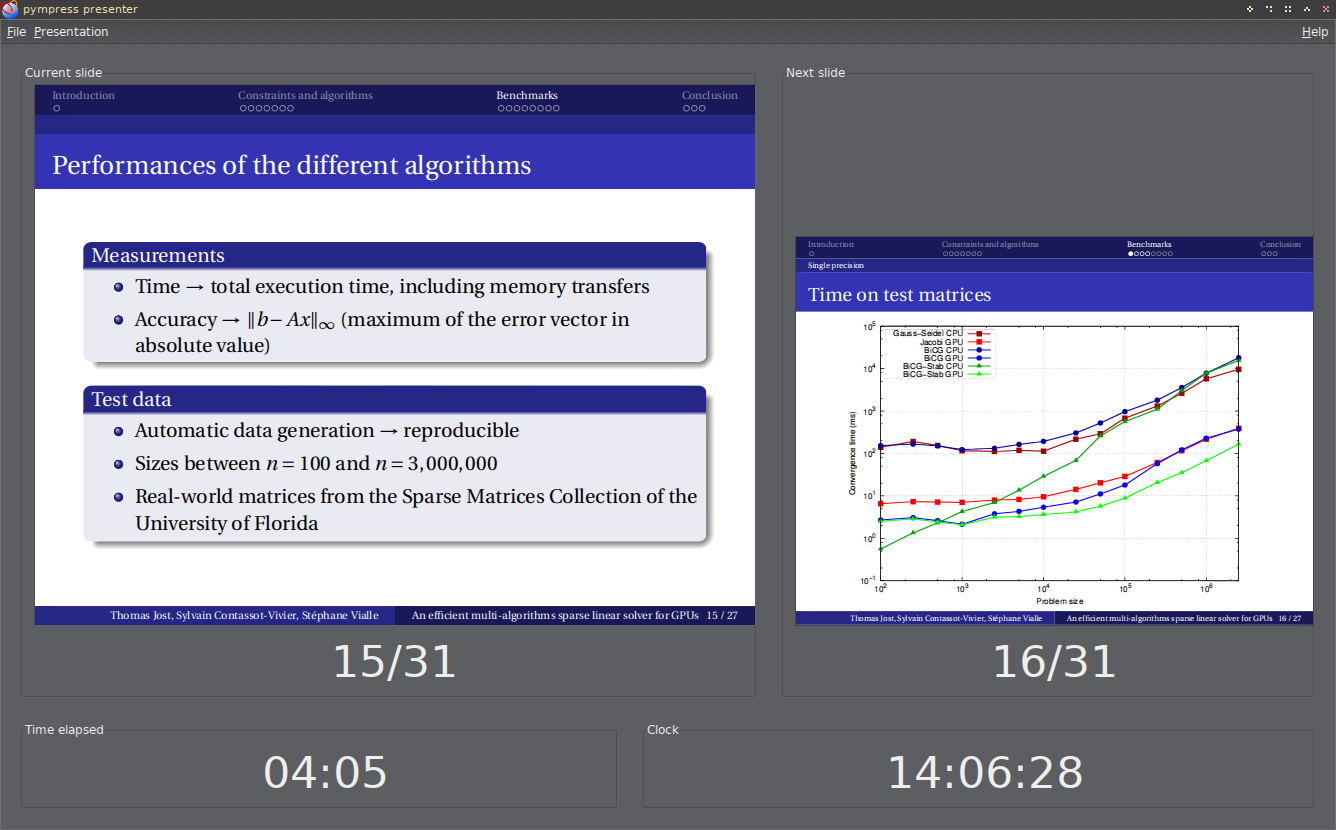 pympress presenter
File Presentation Help
Current slide
Introduction Constraints and algorithms Benchmarks Conclusion
Performances of the different algorithms
Measurements
Time → total execution time, including memory transfers
Accuracy → ‖b − Ax‖∞ (maximum of the error vector in
absolute value)
Test data
Automatic data generation → reproducible
Sizes between n = 100 and n = 3,000,000
Real-world matrices from the Sparse Matrices Collection of the
University of Florida
Thomas Jost, Sylvain Contassot-Vivier, Stéphane Vialle An efficient multi-algorithms sparse linear solver for GPUs 15 / 27
15/31
Next slide
Introduction Constraints and algorithms Benchmarks Conclusion
Single precision
Time on test matrices
Gauss-Seidel CPU
Jacobi GPU
BiCG CPU
BiCG GPU
BiCG-Stab CPU
BiCG-Stab GPU
Convergence time (ms)
10^5
10^4
10^3
10^2
10^1
10^0
10^-1
10^2 10^3 10^4 10^5 10^6
Problem size
Thomas Jost, Sylvain Contassot-Vivier, Stéphane Vialle An efficient multi-algorithms sparse linear solver for GPUs 16 / 27
16/31
Time elapsed
04:05
Clock
14:06:28